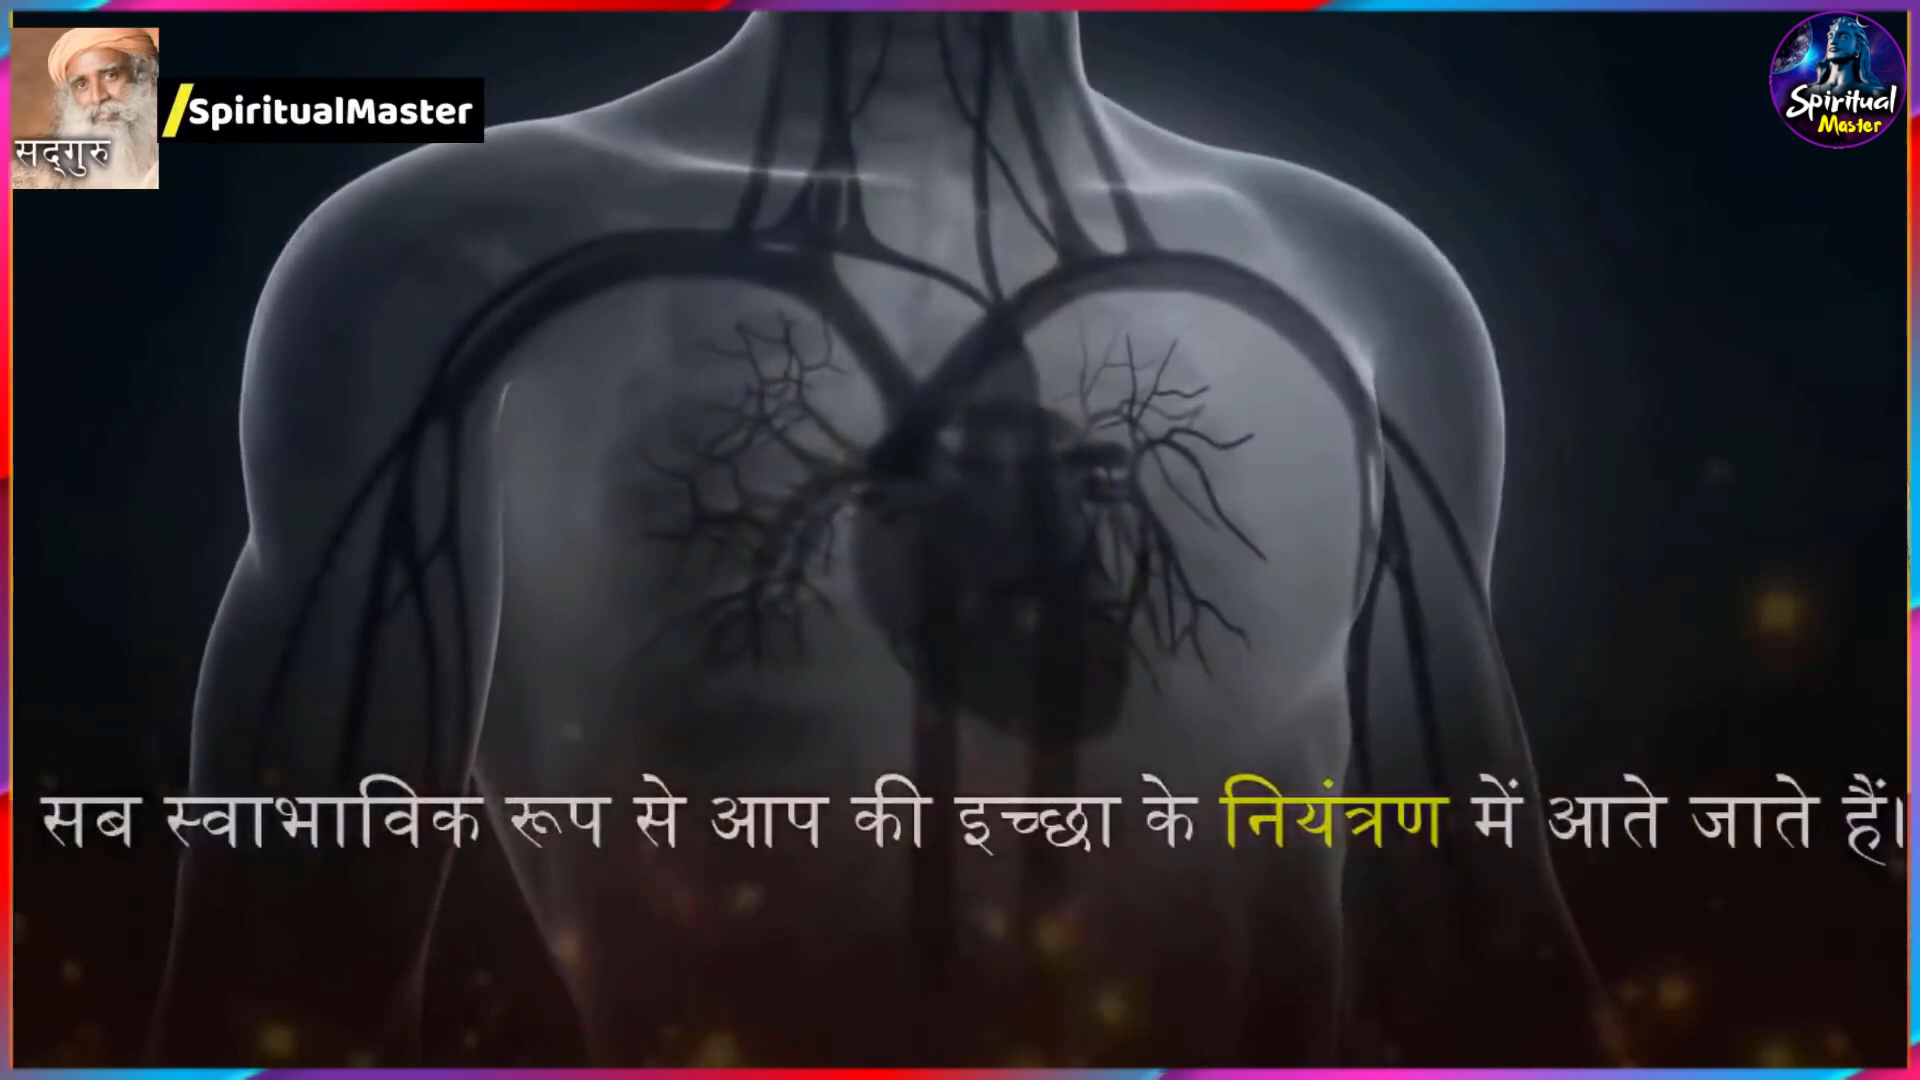 सद्गुरु
/SpiritualMaster
Spiritual
Master
सब स्वाभाविक रूप से आप की इच्छा के नियंत्रण में आते जाते हैं।